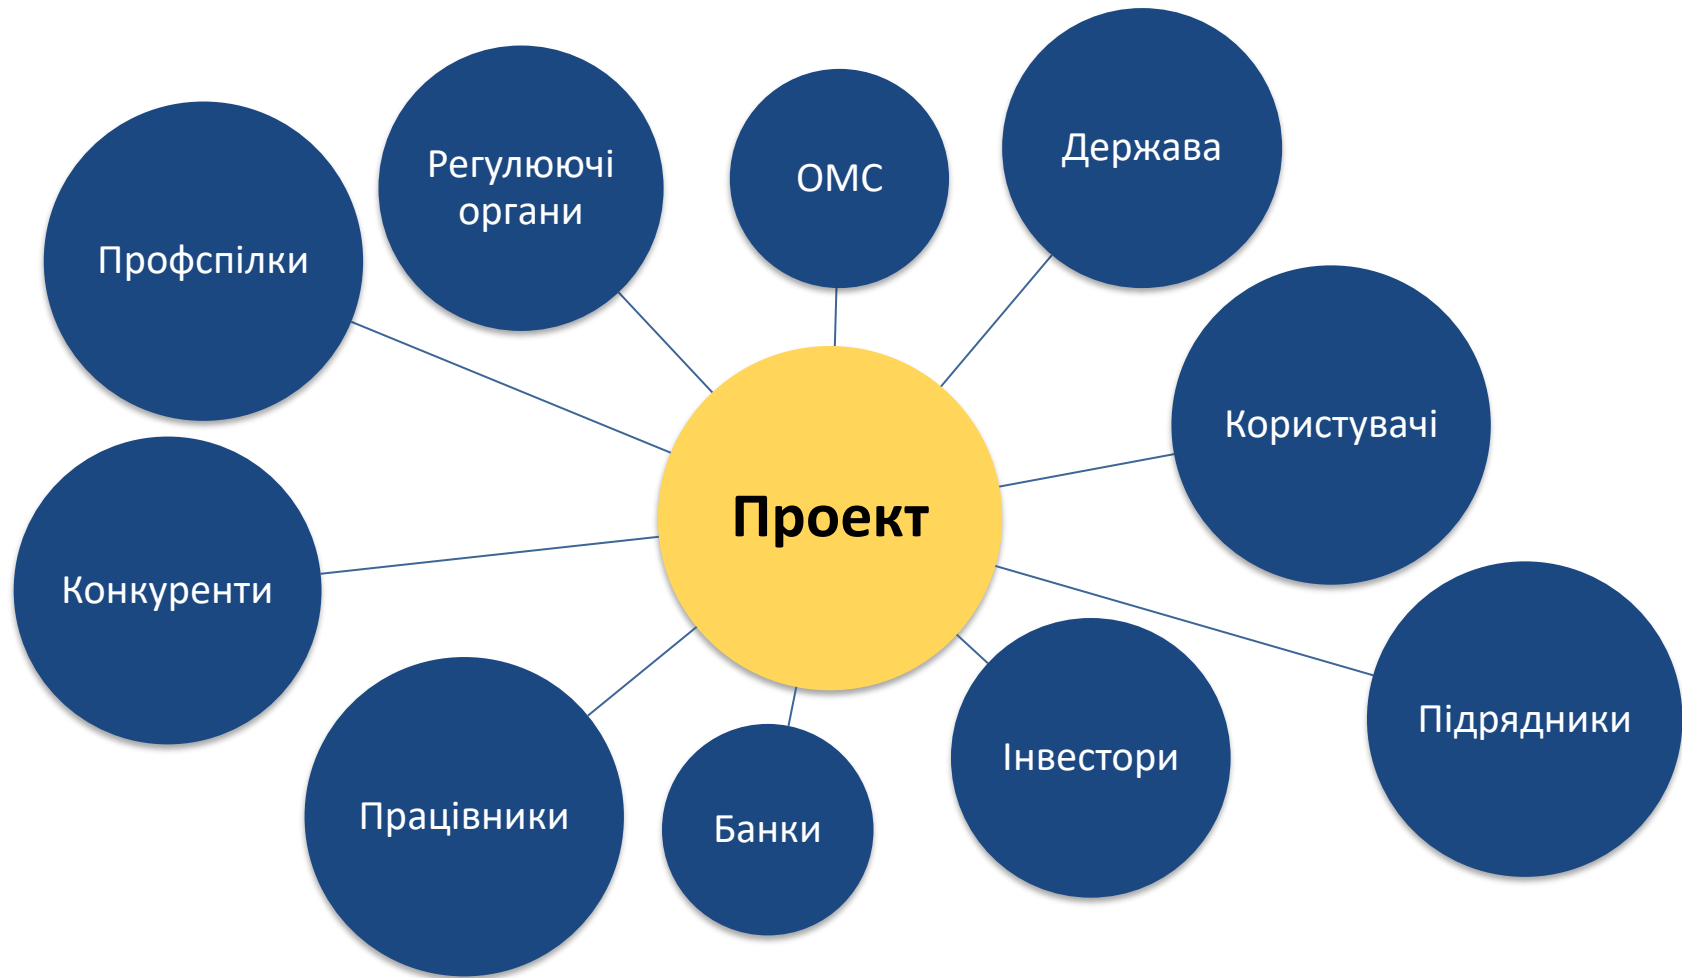 Регулюючі
органи
ОМС
Держава
Профспілки
Користувачі
Проект
Конкуренти
Підрядники
Інвестори
Працівники
Банки